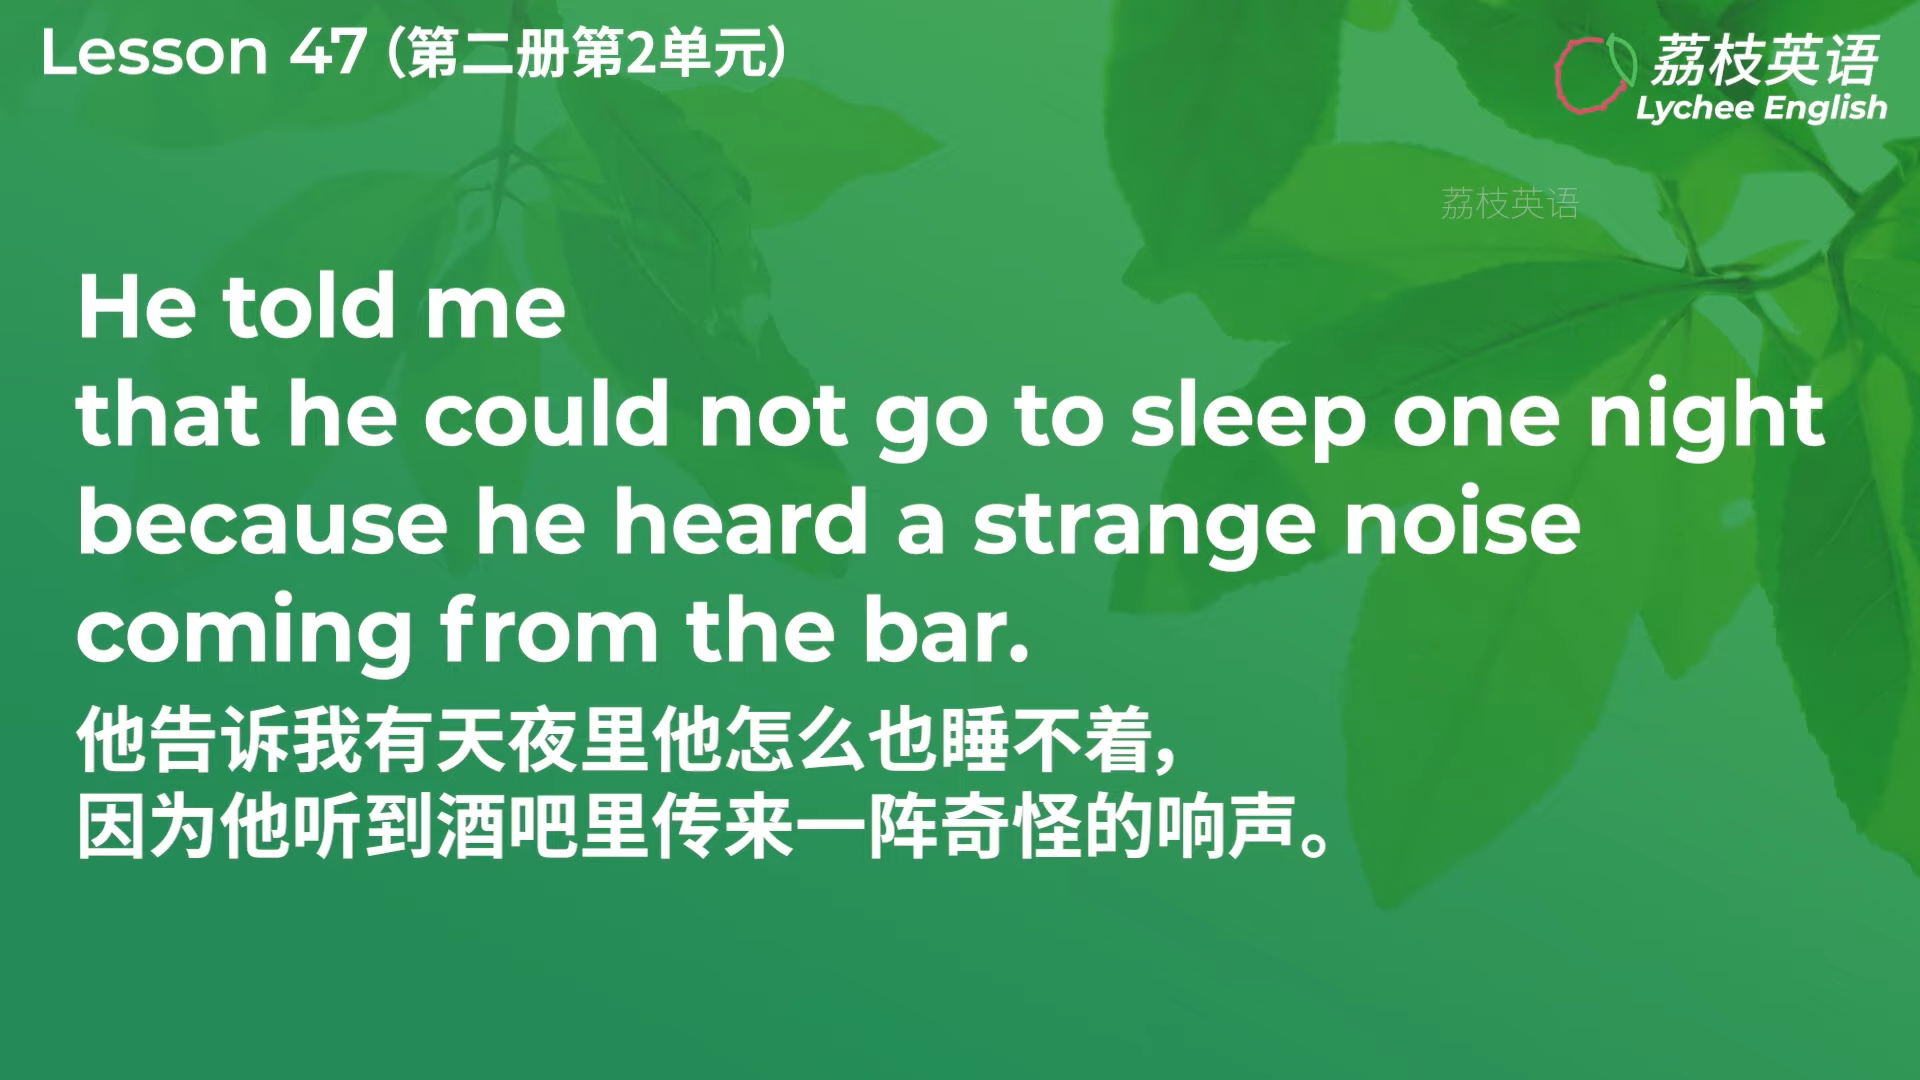 Lesson 47（第二册第2单元）
荔枝英语
Lychee English
荔枝英语
He told me
that he could not go to sleep one night
because he heard a strange noise
coming from the bar.
他告诉我有天夜里他怎么也睡不着,
因为他听到酒吧里传来一阵奇怪的响声。